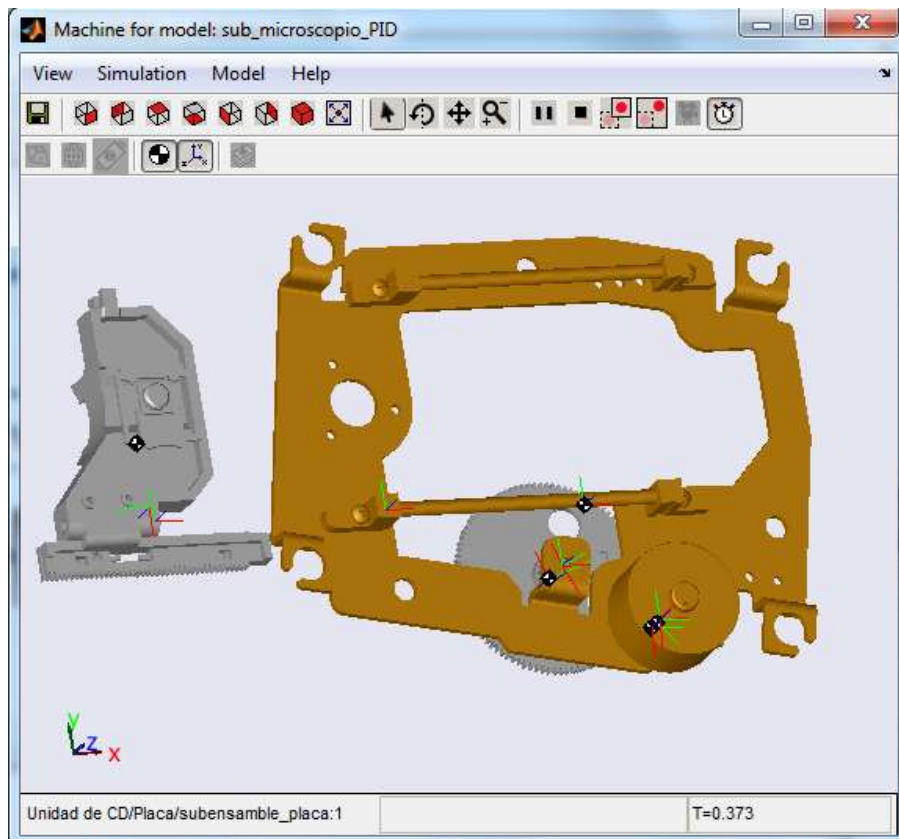 Machine for model: sub_microscopio_PID
View Simulation Model Help
y
z
x
Unidad de CD/Placa/subensamble_placa:1 T=0.373